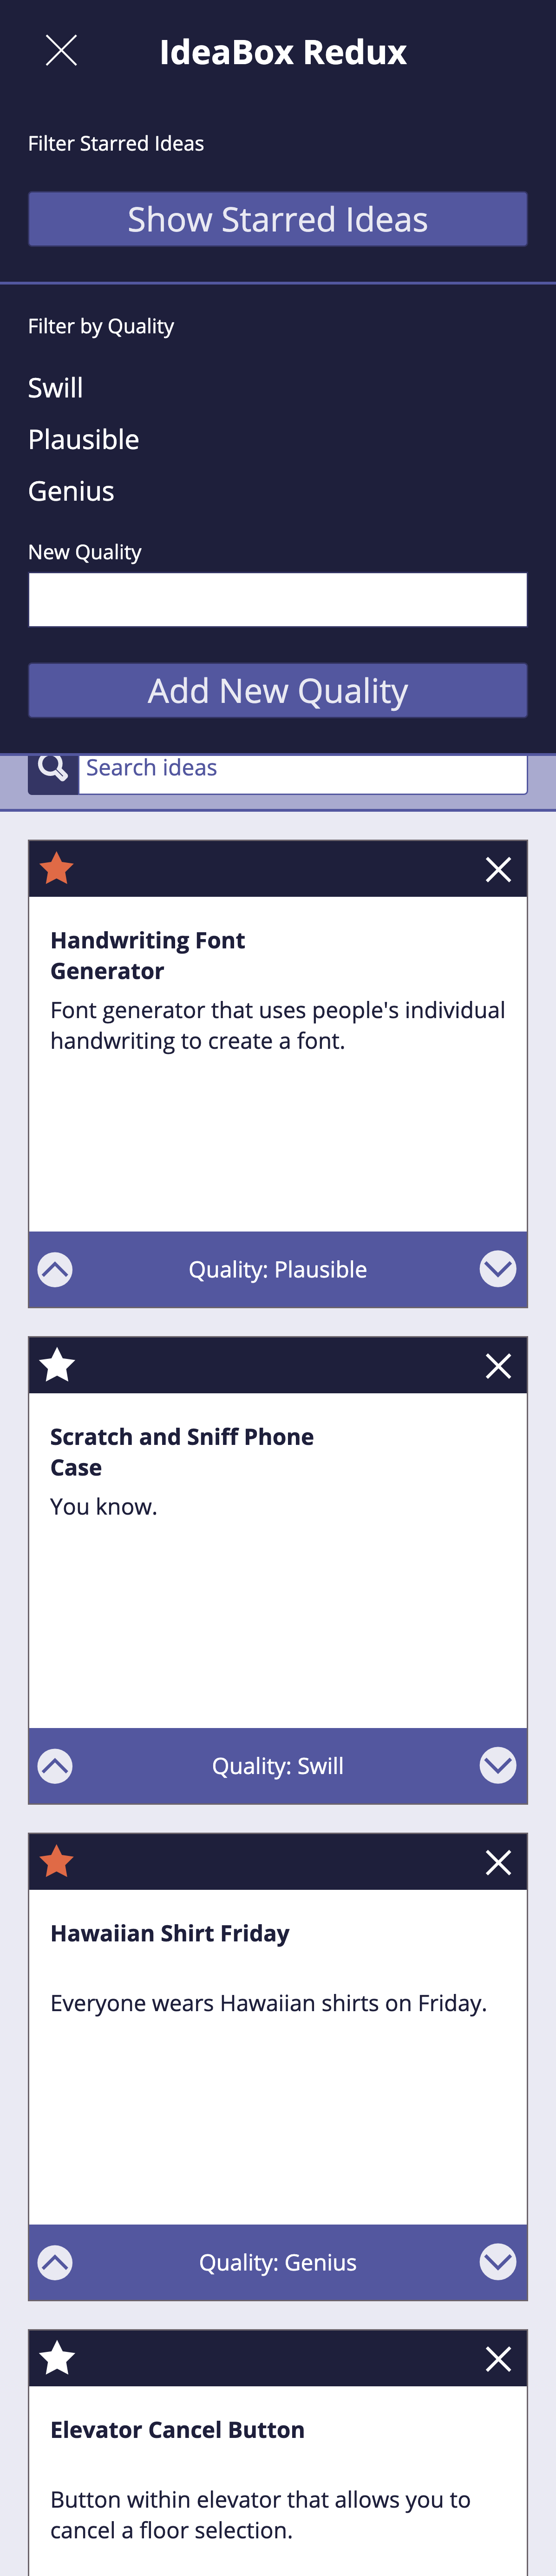 IdeaBox Redux
Filter Starred Ideas
Show Starred Ideas
Filter by Quality
Swill
Plausible
Genius
New Quality
Add New Quality
Search ideas
Handwriting Font
Generator
Font generator that uses people's individual
handwriting to create a font.
Quality: Plausible
Scratch and Sniff Phone
Case
You know.
Quality: Swill
Hawaiian Shirt Friday
Everyone wears Hawaiian shirts on Friday.
Quality: Genius
Elevator Cancel Button
Button within elevator that allows you to
cancel a floor selection.